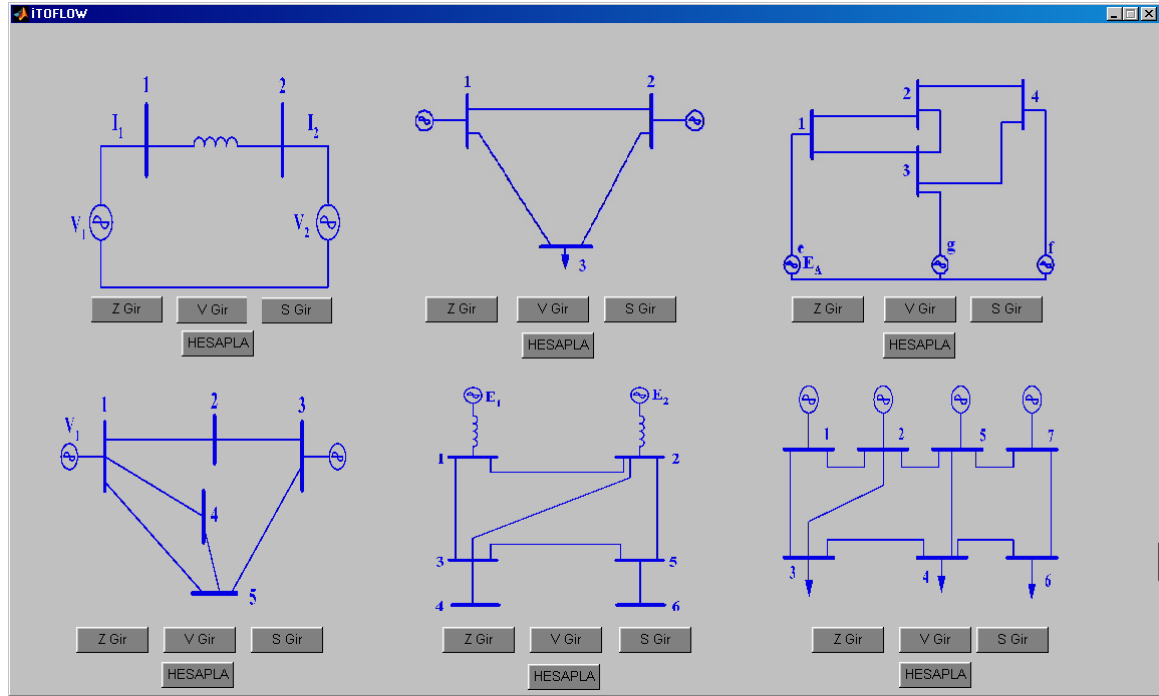 iTOFLOW
1 2
I1 I2
V1 V2
Z Gir V Gir S Gir
HESAPLA
1 2
3
Z Gir V Gir S Gir
HESAPLA
2 4
1
3
e EA g f
Z Gir V Gir S Gir
HESAPLA
1 2 3
V1
4
5
Z Gir V Gir S Gir
HESAPLA
E1 E2
1 2
3 5
4 6
Z Gir V Gir S Gir
HESAPLA
1 2 5 7
3 4 6
Z Gir V Gir S Gir
HESAPLA